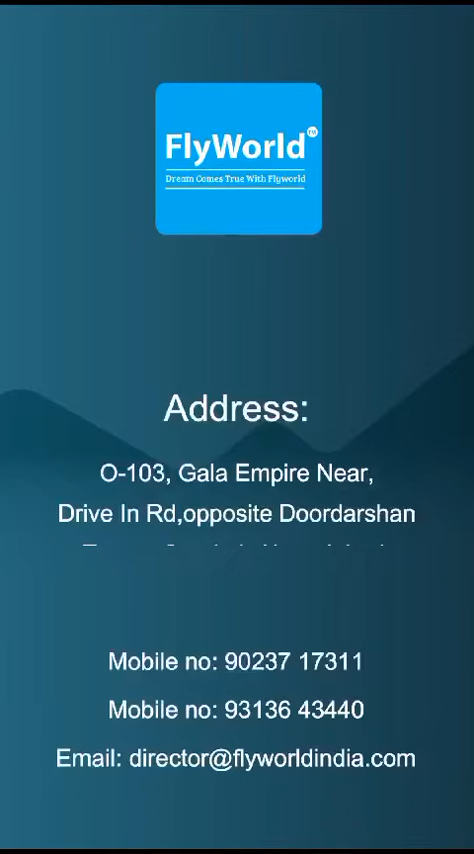 FlyWorld
TM
Dream Comes True With Flyworld
Address:
O-103, Gala Empire Near,
Drive In Rd,opposite Doordarshan
Mobile no: 90237 17311
Mobile no: 93136 43440
Email: director@flyworldindia.com